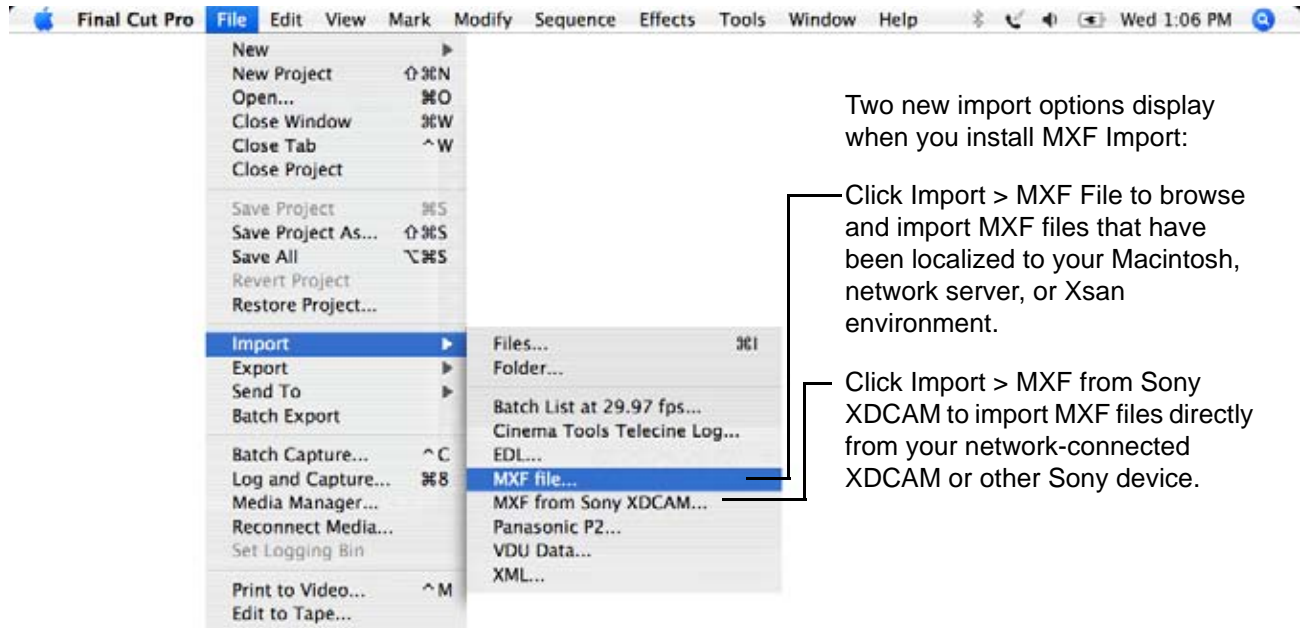 Final Cut Pro File Edit View Mark Modify Sequence Effects Tools Window Help Wed 1:06 PM
New
New Project ⇧⌘N
Open... ⌘O
Close Window ⌘W
Close Tab ^W
Close Project
Save Project ⌘S
Save Project As... ⇧⌘S
Save All ⌥⌘S
Revert Project
Restore Project...
Import
Export
Send To
Batch Export
Batch Capture... ^C
Log and Capture... ⌘8
Media Manager...
Reconnect Media...
Set Logging Bin
Print to Video... ^M
Edit to Tape...
Files... ⌘I
Folder...
Batch List at 29.97 fps...
Cinema Tools Telecine Log...
EDL...
MXF file...
MXF from Sony XDCAM...
Panasonic P2...
VDU Data...
XML...
Two new import options display
when you install MXF Import:
Click Import > MXF File to browse
and import MXF files that have
been localized to your Macintosh,
network server, or Xsan
environment.
Click Import > MXF from Sony
XDCAM to import MXF files directly
from your network-connected
XDCAM or other Sony device.